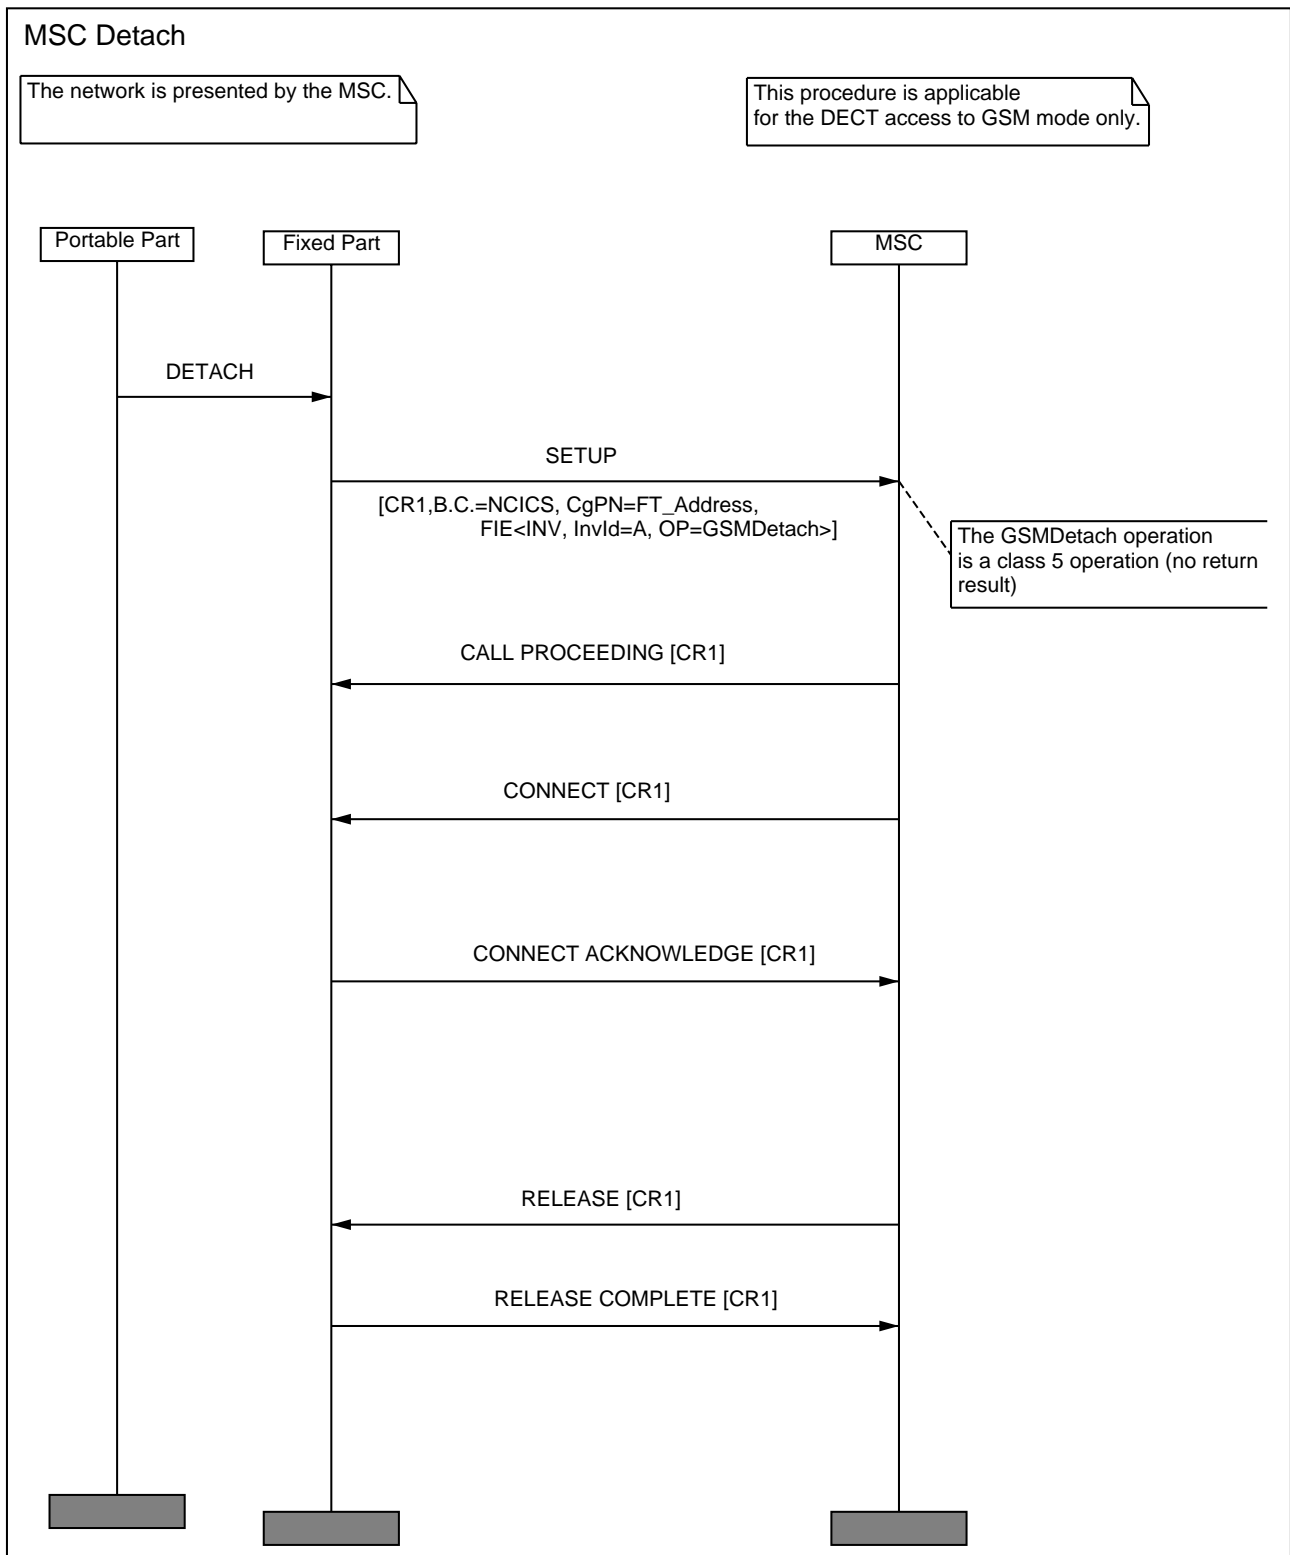 MSC Detach
The network is presented by the MSC.
This procedure is applicable
for the DECT access to GSM mode only.
Portable Part
Fixed Part
MSC
DETACH
SETUP
[CR1,B.C.=NCICS, CgPN=FT_Address,
FIE<INV, InvId=A, OP=GSMDetach>]
The GSMDetach operation
is a class 5 operation (no return
result)
CALL PROCEEDING [CR1]
CONNECT [CR1]
CONNECT ACKNOWLEDGE [CR1]
RELEASE [CR1]
RELEASE COMPLETE [CR1]